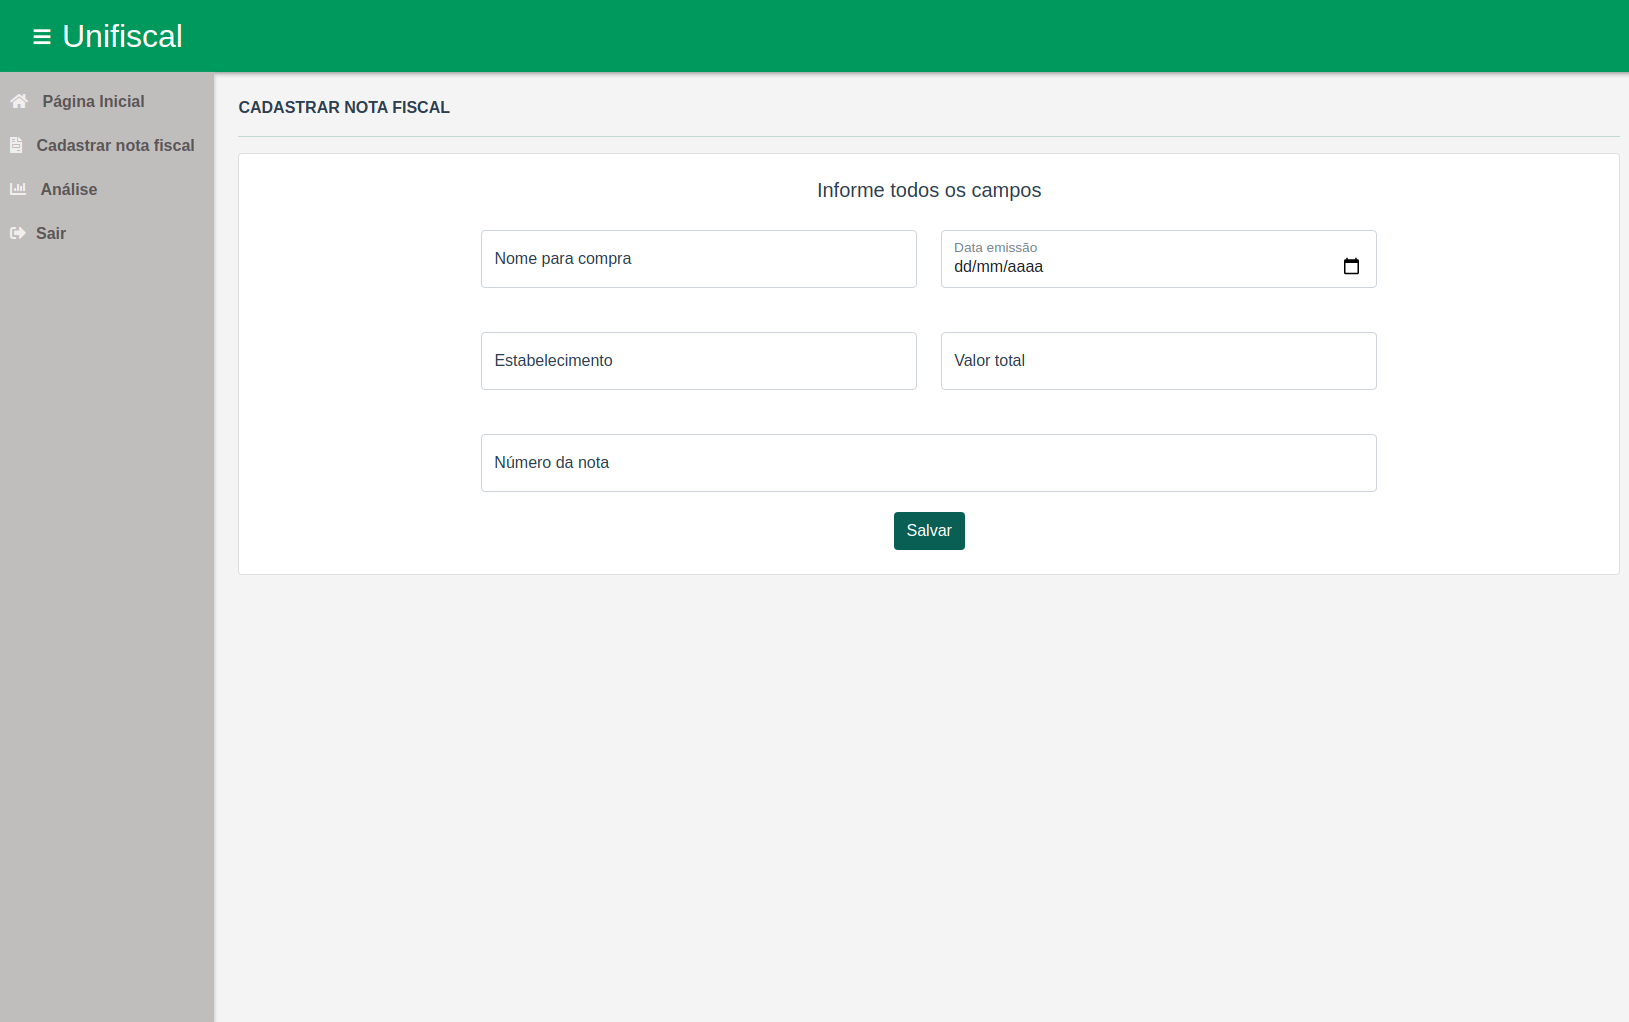 Unifiscal
Página Inicial
Cadastrar nota fiscal
Análise
Sair
CADASTRAR NOTA FISCAL
Informe todos os campos
Nome para compra
Data emissão
dd/mm/aaaa
Estabelecimento
Valor total
Número da nota
Salvar